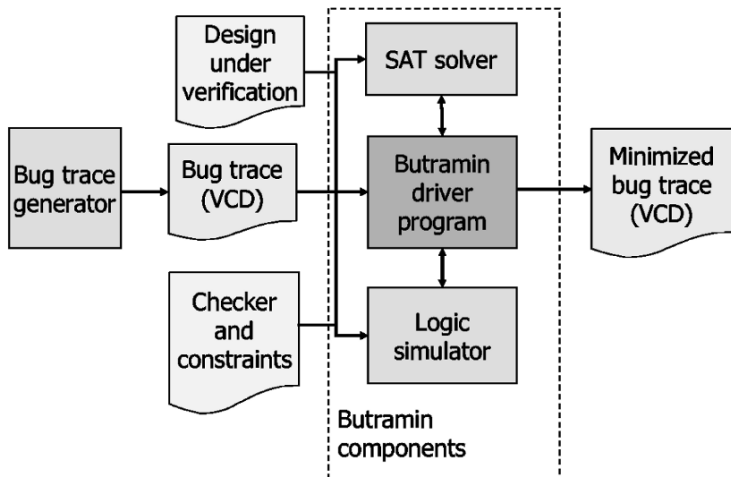 Design
under
verification
SAT solver
Bug trace
generator
Bug trace
(VCD)
Butramin
driver
program
Minimized
bug trace
(VCD)
Checker
and
constraints
Logic
simulator
Butramin
components